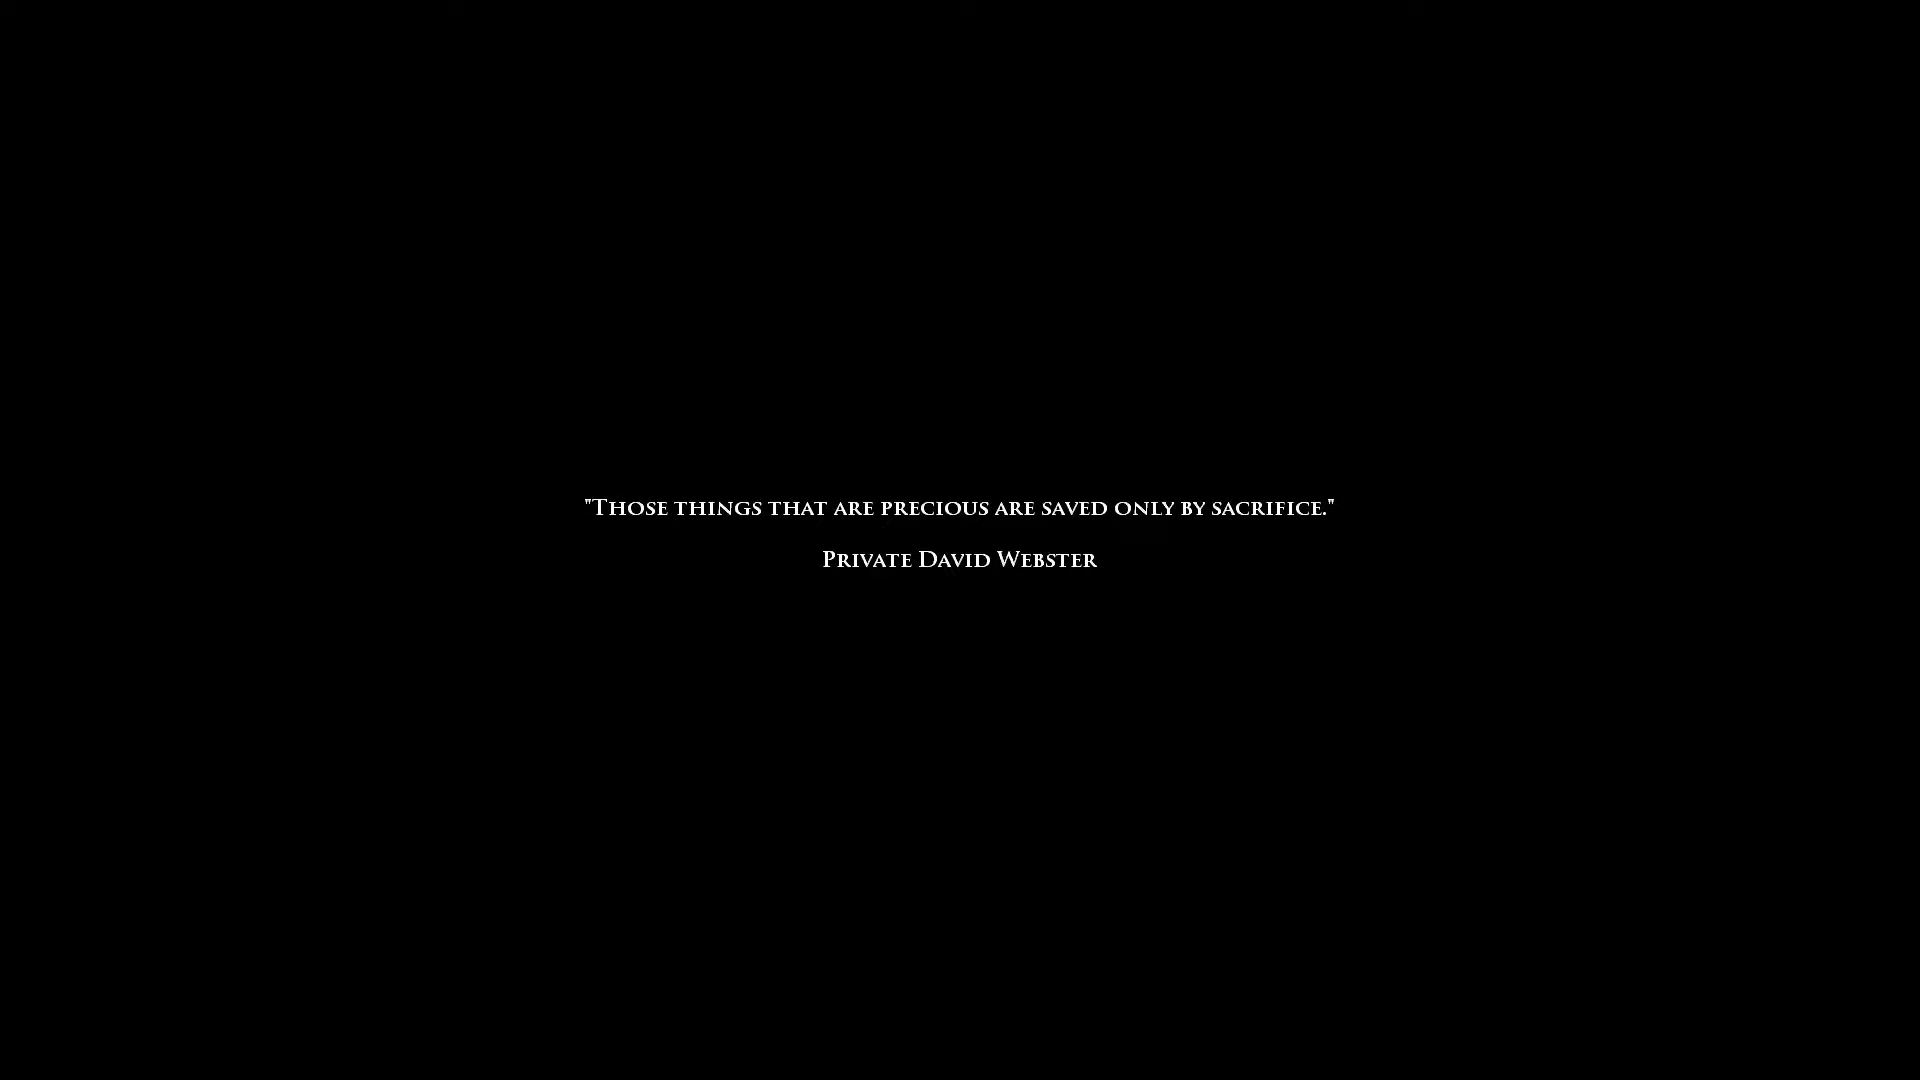 "Those things that are precious are saved only by sacrifice."
Private David Webster